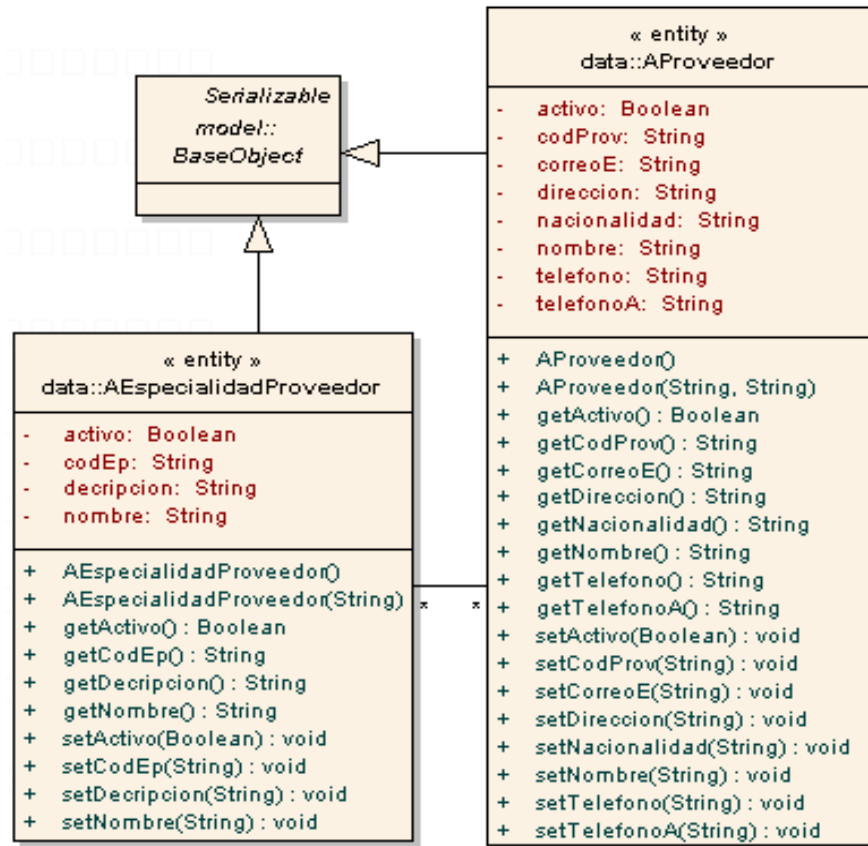 Serializable
model::
BaseObject
« entity »
data::AProveedor
- activo: Boolean
- codProv: String
- correoE: String
- direccion: String
- nacionalidad: String
- nombre: String
- telefono: String
- telefonoA: String
+ AProveedor()
+ AProveedor(String, String)
+ getActivo() : Boolean
+ getCodProv() : String
+ getCorreoE() : String
+ getDireccion() : String
+ getNacionalidad() : String
+ getNombre() : String
+ getTelefono() : String
+ getTelefonoA() : String
+ setActivo(Boolean) : void
+ setCodProv(String) : void
+ setCorreoE(String) : void
+ setDireccion(String) : void
+ setNacionalidad(String) : void
+ setNombre(String) : void
+ setTelefono(String) : void
+ setTelefonoA(String) : void
« entity »
data::AEspecialidadProveedor
- activo: Boolean
- codEp: String
- decripcion: String
- nombre: String
+ AEspecialidadProveedor()
+ AEspecialidadProveedor(String)
+ getActivo() : Boolean
+ getCodEp() : String
+ getDecripcion() : String
+ getNombre() : String
+ setActivo(Boolean) : void
+ setCodEp(String) : void
+ setDecripcion(String) : void
+ setNombre(String) : void
* *